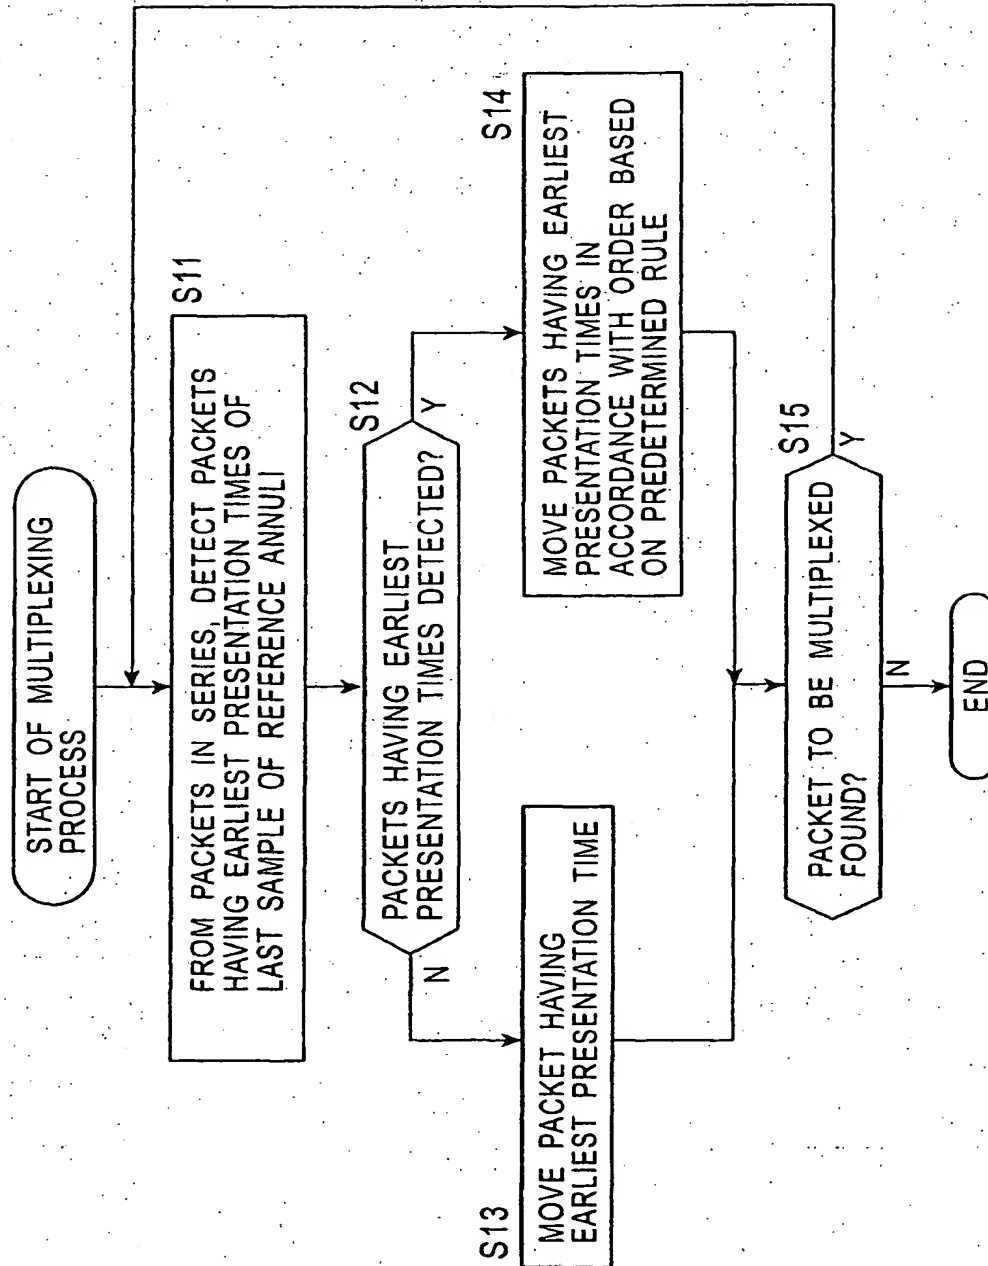 START OF MULTIPLEXING
PROCESS
S11
FROM PACKETS IN SERIES, DETECT PACKETS
HAVING EARLIEST PRESENTATION TIMES OF
LAST SAMPLE OF REFERENCE ANNULI
S12
PACKETS HAVING EARLIEST
PRESENTATION TIMES DETECTED?
N
Y
S13
MOVE PACKET HAVING
EARLIEST PRESENTATION TIME
S14
MOVE PACKETS HAVING EARLIEST
PRESENTATION TIMES IN
ACCORDANCE WITH ORDER BASED
ON PREDETERMINED RULE
S15
PACKET TO BE MULTIPLEXED
FOUND?
Y
N
END